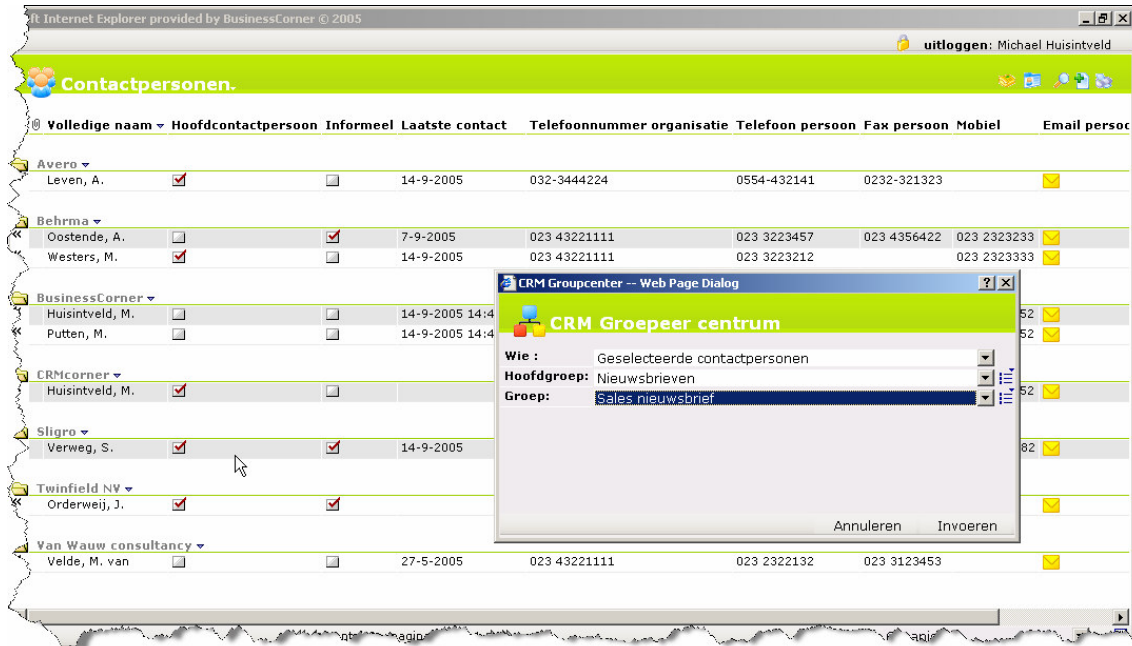 ft Internet Explorer provided by BusinessCorner © 2005
uitloggen: Michael Huisintveld
Contactpersonen.
Volledige naam Hoofdcontactpersoon Informeel Laatste contact Telefoonnummer organisatie Telefoon persoon Fax persoon Mobiel Email persoo
Avero
Leven, A. 14-9-2005 032-3444224 0554-432141 0232-321323
Behrma
Oostende, A. 7-9-2005 023 43221111 023 3223457 023 4356422 023 2323233
Westers, M. 14-9-2005 023 43221111 023 3223212 023 2323333
BusinessCorner
Huisintveld, M. 14-9-2005 14:4 52
Putten, M. 14-9-2005 14:4 52
CRMcorner
Huisintveld, M. 52
Sligro
Verweg, S. 14-9-2005 82
Twinfield NV
Orderweij, J.
Van Wauw consultancy
Velde, M. van 27-5-2005 023 43221111 023 2322132 023 3123453
CRM Groupcenter -- Web Page Dialog
CRM Groepeer centrum
Wie : Geselecteerde contactpersonen
Hoofdgroep: Nieuwsbrieven
Groep: Sales nieuwsbrief
Annuleren Invoeren